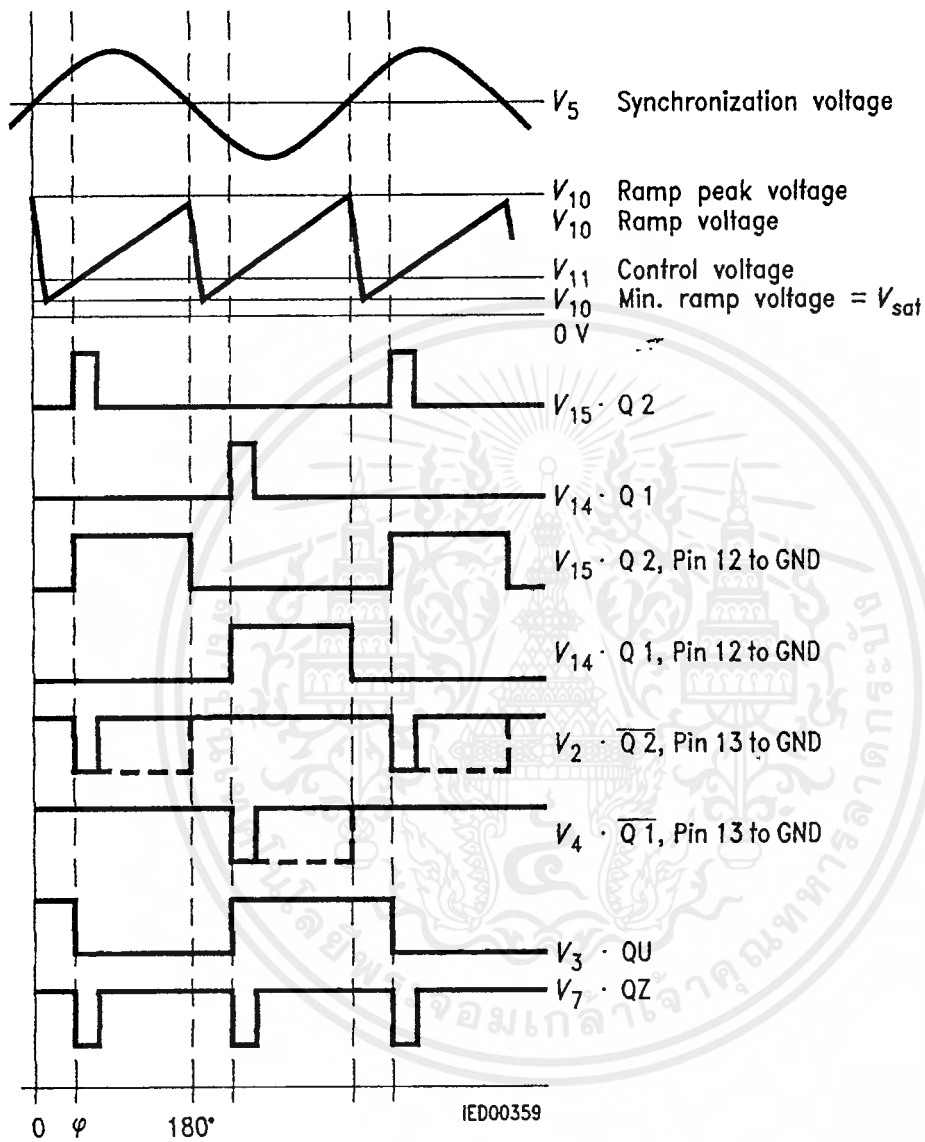 V5 Synchronization voltage
V10 Ramp peak voltage
V10 Ramp voltage
V11 Control voltage
V10 Min. ramp voltage = Vsat
0 V
V15 · Q 2
V14 · Q 1
V15 · Q 2, Pin 12 to GND
V14 · Q 1, Pin 12 to GND
V2 · Q̅ ̅2̅, Pin 13 to GND
V4 · Q̅ ̅1̅, Pin 13 to GND
V3 · QU
V7 · QZ
IED00359
0 φ 180°